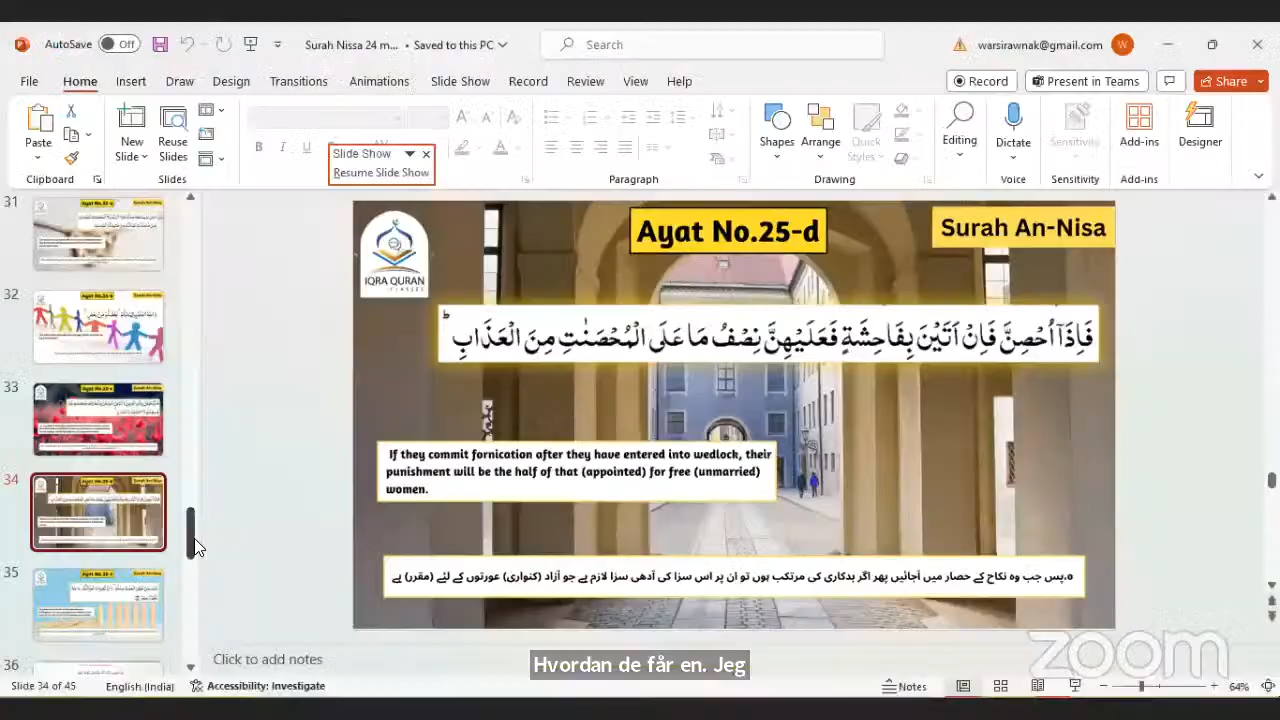 AutoSave Off Surah Nissa 24 m... • Saved to this PC Search warsirawnak@gmail.com W
File Home Insert Draw Design Transitions Animations Slide Show Record Review View Help Record Present in Teams Share
Paste New Slide Reuse Slides Shapes Arrange Quick Styles Editing Dictate Sensitivity Add-ins Designer
Slide Show
Resume Slide Show
Clipboard Slides Paragraph Drawing Voice Sensitivity Add-ins
31
32
33
34
35
36
Ayat No.25-d
Surah An-Nisa
IQRA QURAN
CLASSES
فَاِذَاۤ اُحْصِنَّ فَاِنْ اَتَيْنَ بِفَاحِشَةٍ فَعَلَيْهِنَّ نِصْفُ مَا عَلَى الْمُحْصَنٰتِ مِنَ الْعَذَابِ ؕ
If they commit fornication after they have entered into wedlock, their
punishment will be the half of that (appointed) for free (unmarried)
women.
٥.پس جب وہ نکاح کے حصار میں آجائیں پھر اگر بدکاری کی مرتکب ہوں تو ان پر اس سزا کی آدھی سزا لازم ہے جو آزاد (کنواری) عورتوں کے لئے (مقرر) ہے
Click to add notes
zoom
Hvordan de får en. Jeg
Slide 34 of 45 English (India) Accessibility: Investigate Notes 64%